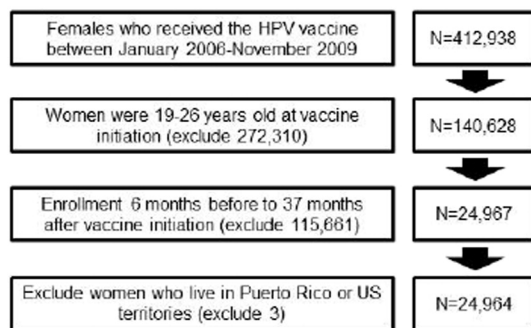 Females who received the HPV vaccine
between January 2006-November 2009
N=412,938
Women were 19-26 years old at vaccine
initiation (exclude 272,310)
N=140,628
Enrollment 6 months before to 37 months
after vaccine initiation (exclude 115,661)
N=24,967
Exclude women who live in Puerto Rico or US
territories (exclude 3)
N=24,964